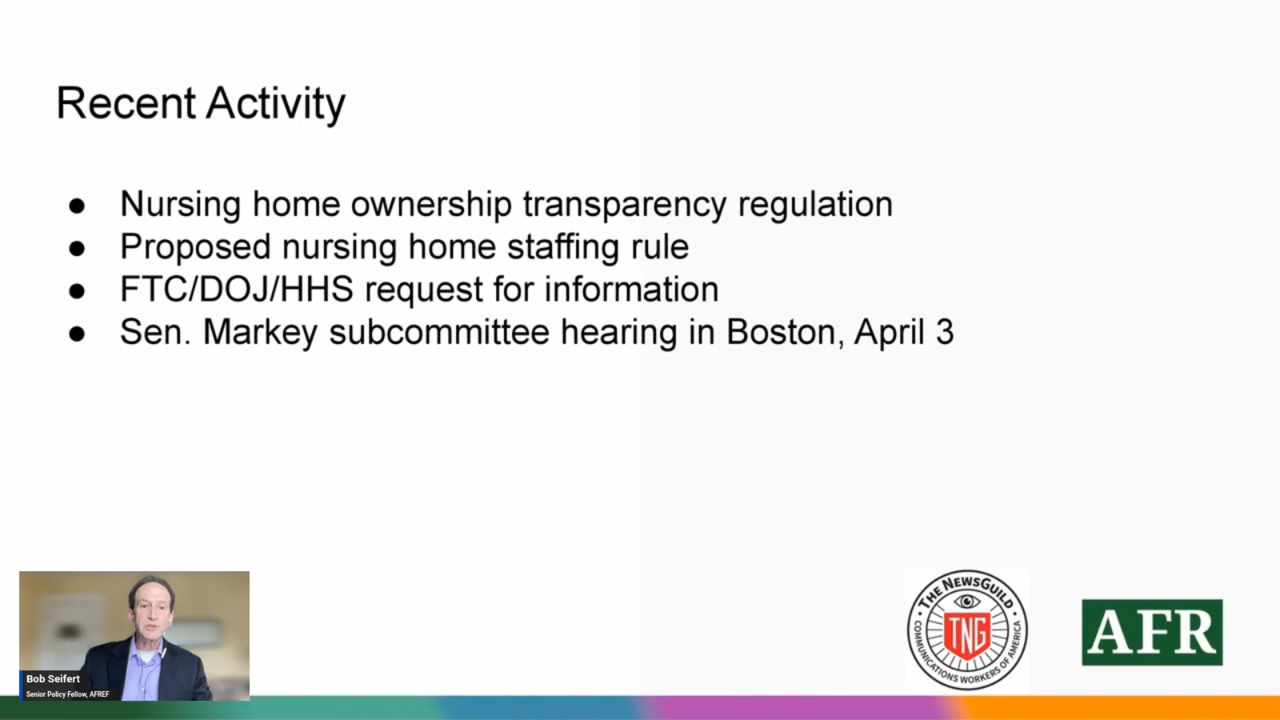 Recent Activity
● Nursing home ownership transparency regulation
● Proposed nursing home staffing rule
● FTC/DOJ/HHS request for information
● Sen. Markey subcommittee hearing in Boston, April 3
Bob Seifert
Senior Policy Fellow, AFREF
THE NEWSGUILD
TNG
COMMUNICATIONS WORKERS OF AMERICA
AFR